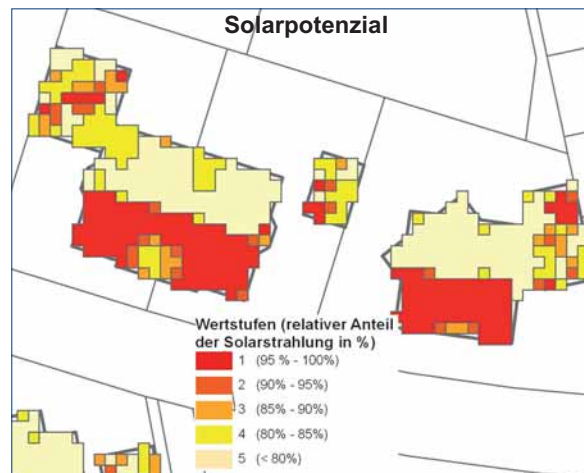 Solarpotenzial
Wertstufen (relativer Anteil
der Solarstrahlung in %)
1 (95 % - 100%)
2 (90% - 95%)
3 (85% - 90%)
4 (80% - 85%)
5 (< 80%)